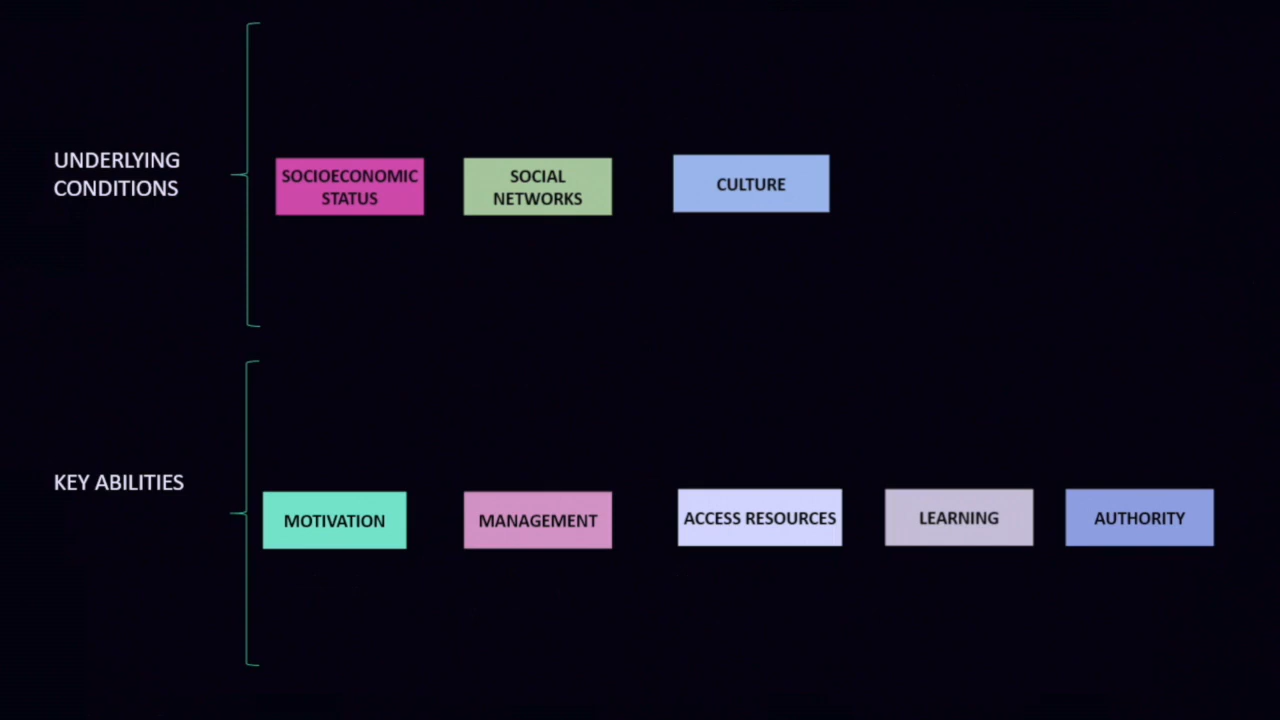 UNDERLYING
CONDITIONS
SOCIOECONOMIC
STATUS
SOCIAL
NETWORKS
CULTURE
KEY ABILITIES
MOTIVATION
MANAGEMENT
ACCESS RESOURCES
LEARNING
AUTHORITY